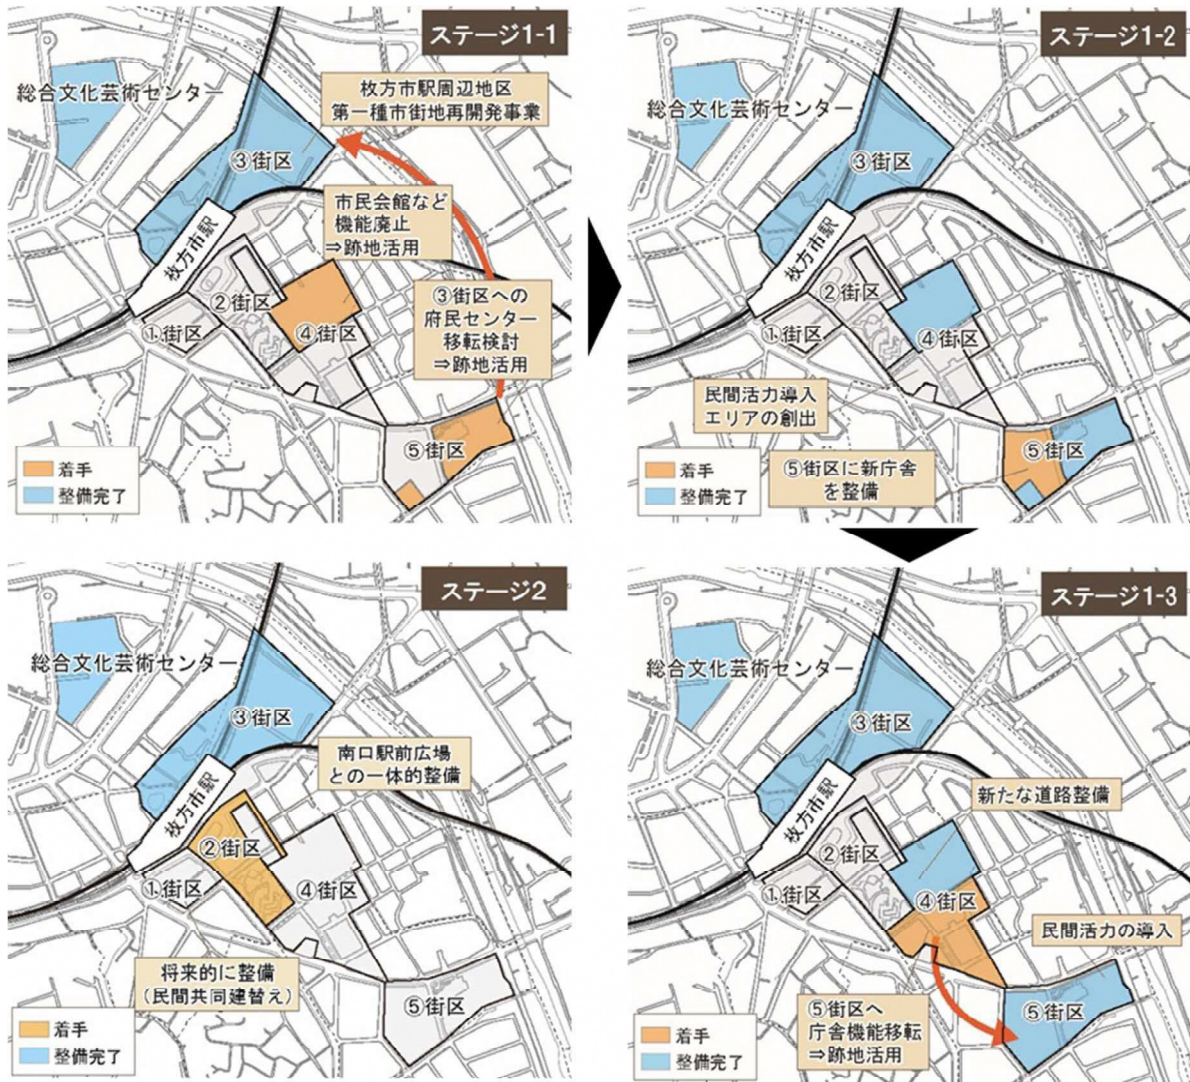 ステージ1-1
総合文化芸術センター
枚方市駅周辺地区
第一種市街地再開発事業
③街区
市民会館など
機能廃止
⇒跡地活用
枚方市駅
②街区
①街区
④街区
③街区への
府民センター
移転検討
⇒跡地活用
⑤街区
着手
整備完了
ステージ1-2
総合文化芸術センター
③街区
枚方市駅
②街区
①街区
④街区
民間活力導入
エリアの創出
⑤街区
⑤街区に新庁舎
を整備
着手
整備完了
ステージ2
総合文化芸術センター
③街区
南口駅前広場
との一体的整備
枚方市駅
②街区
①街区
④街区
将来的に整備
(民間共同建替え)
⑤街区
着手
整備完了
ステージ1-3
総合文化芸術センター
③街区
枚方市駅
新たな道路整備
②街区
①街区
④街区
民間活力の導入
⑤街区へ
庁舎機能移転
⇒跡地活用
⑤街区
着手
整備完了